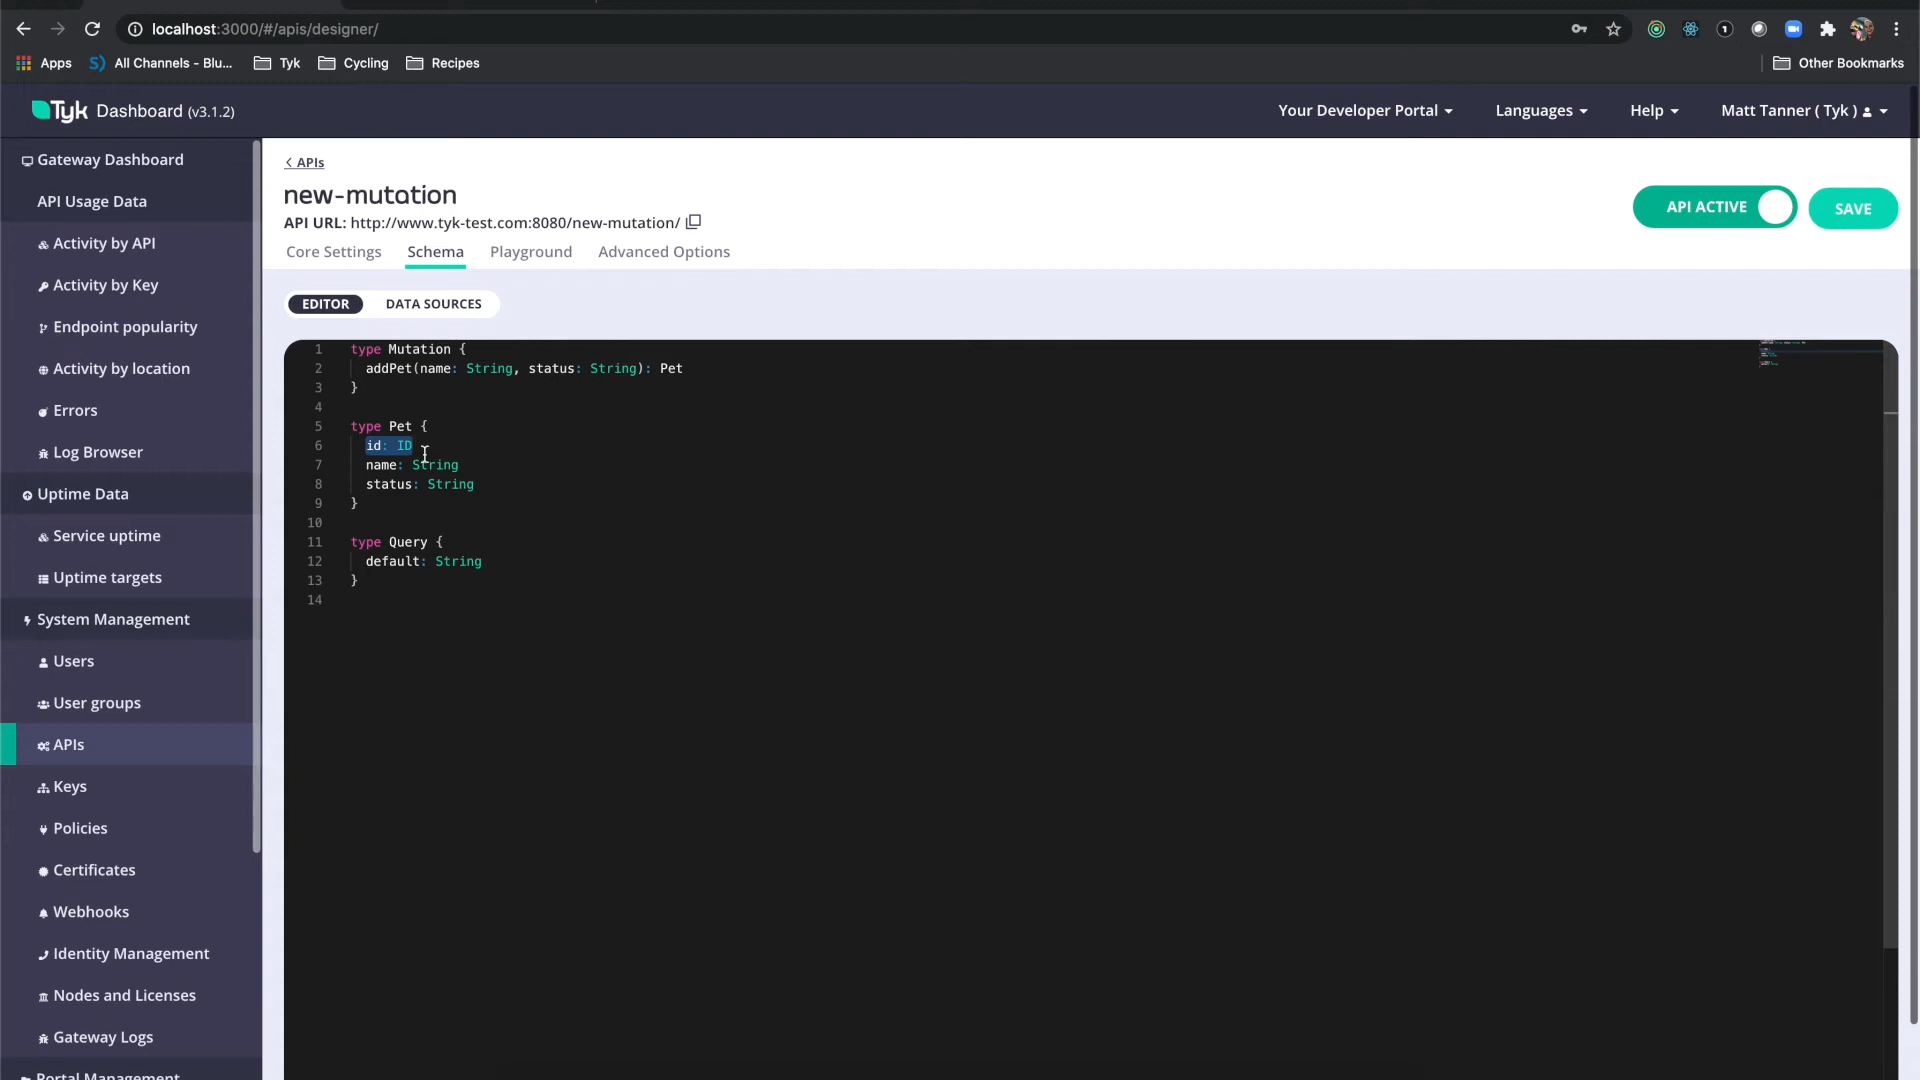 localhost:3000/#/apis/designer/
Apps
All Channels - Blu...
Tyk
Cycling
Recipes
Other Bookmarks
Tyk Dashboard (v3.1.2)
Your Developer Portal
Languages
Help
Matt Tanner ( Tyk )
Gateway Dashboard
API Usage Data
Activity by API
Activity by Key
Endpoint popularity
Activity by location
Errors
Log Browser
Uptime Data
Service uptime
Uptime targets
System Management
Users
User groups
APIs
Keys
Policies
Certificates
Webhooks
Identity Management
Nodes and Licenses
Gateway Logs
Portal Management
< APIs
new-mutation
API URL: http://www.tyk-test.com:8080/new-mutation/
API ACTIVE
SAVE
Core Settings
Schema
Playground
Advanced Options
EDITOR
DATA SOURCES
1 type Mutation {
2 addPet(name: String, status: String): Pet
3 }
4
5 type Pet {
6 id: ID
7 name: String
8 status: String
9 }
10
11 type Query {
12 default: String
13 }
14